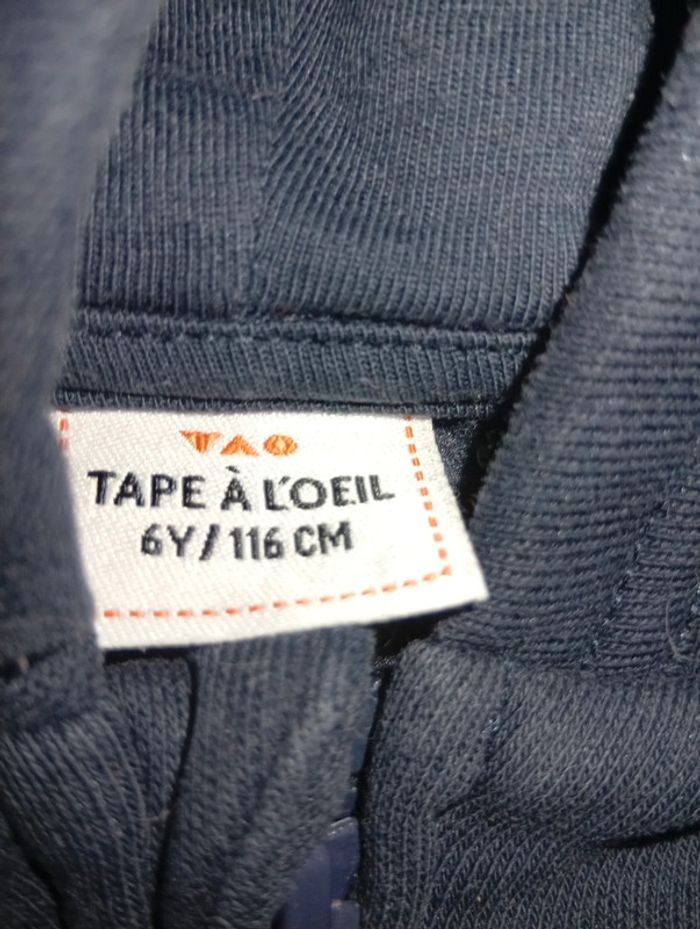 TAO
TAPE À L'OEIL
6Y/116 CM